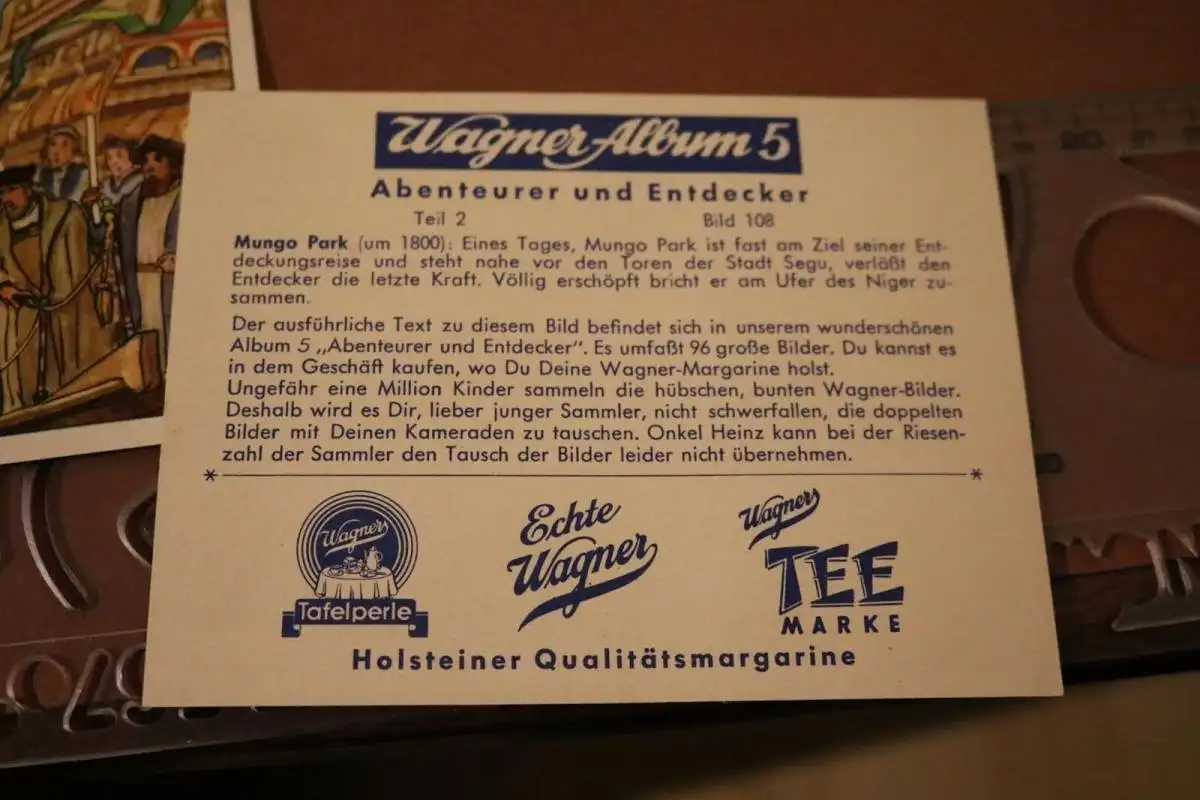 Wagner-Album 5
Abenteurer und Entdecker
Teil 2 Bild 108
Mungo Park (um 1800): Eines Tages, Mungo Park ist fast am Ziel seiner Ent-
deckungsreise und steht nahe vor den Toren der Stadt Segu, verläßt den
Entdecker die letzte Kraft. Völlig erschöpft bricht er am Ufer des Niger zu-
sammen.
Der ausführliche Text zu diesem Bild befindet sich in unserem wunderschönen
Album 5 „Abenteurer und Entdecker". Es umfaßt 96 große Bilder. Du kannst es
in dem Geschäft kaufen, wo Du Deine Wagner-Margarine holst.
Ungefähr eine Million Kinder sammeln die hübschen, bunten Wagner-Bilder.
Deshalb wird es Dir, lieber junger Sammler, nicht schwerfallen, die doppelten
Bilder mit Deinen Kameraden zu tauschen. Onkel Heinz kann bei der Riesen-
zahl der Sammler den Tausch der Bilder leider nicht übernehmen.
Wagners
Tafelperle
Echte
Wagner
Wagners
TEE
MARKE
Holsteiner Qualitätsmargarine